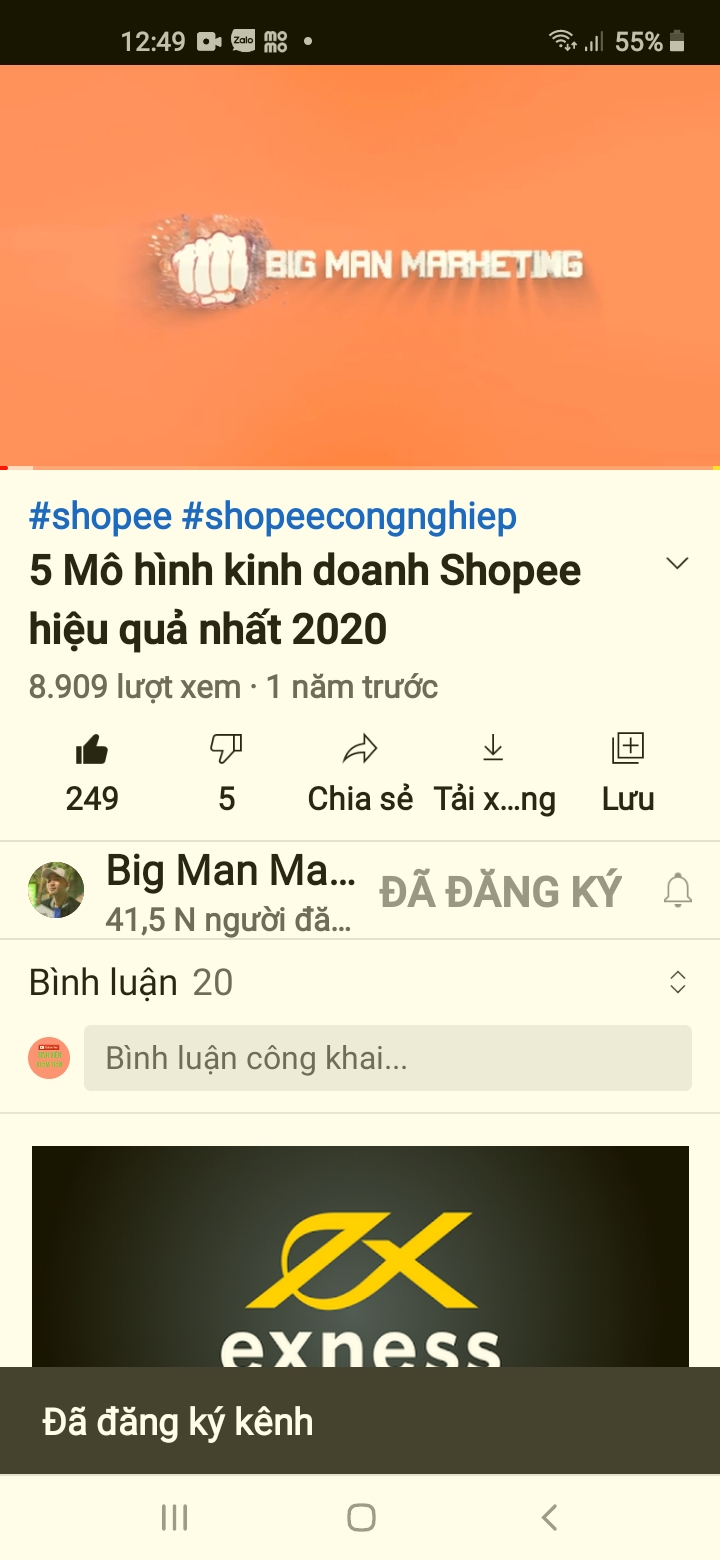 12:49 Zalo mo mo 55%
BIG MAN MARKETING
#shopee #shopeecongnghiep
5 Mô hình kinh doanh Shopee
hiệu quả nhất 2020
8.909 lượt xem · 1 năm trước
249 5 Chia sẻ Tải x...ng Lưu
Big Man Ma... ĐÃ ĐĂNG KÝ
41,5 N người đă...
Bình luận 20
Bình luận công khai...
exness
Đã đăng ký kênh